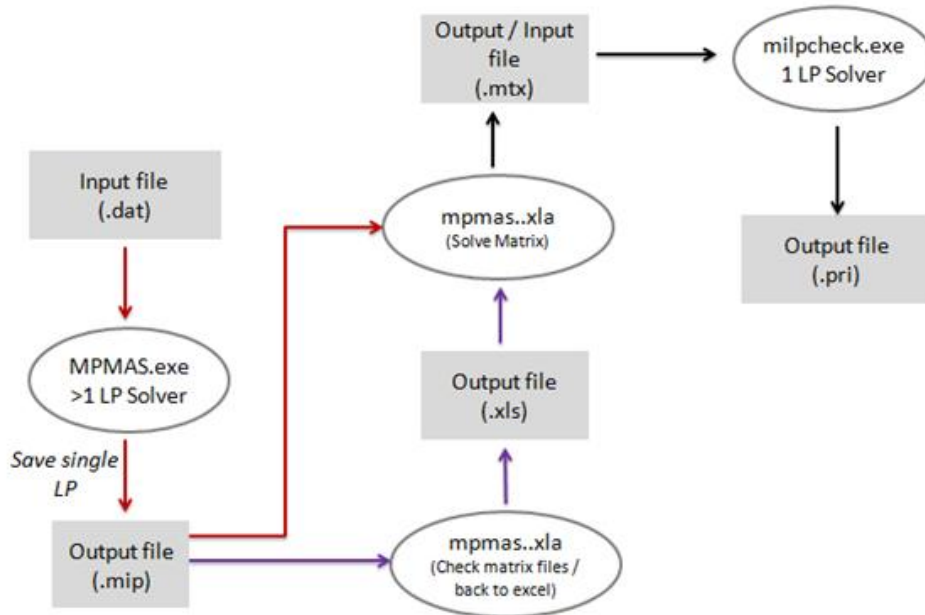 Output / Input
file
(.mtx)
milpcheck.exe
1 LP Solver
Input file
(.dat)
mpmas..xla
(Solve Matrix)
Output file
(.pri)
MPMAS.exe
>1 LP Solver
Output file
(.xls)
Save single
LP
Output file
(.mip)
mpmas..xla
(Check matrix files /
back to excel)